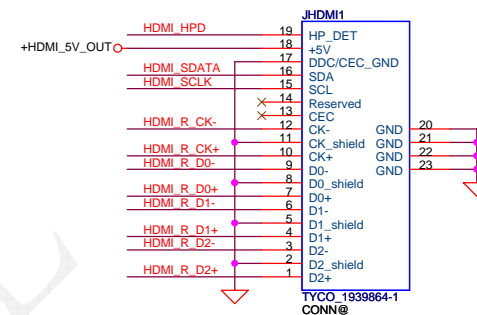 JHDMI1
HDMI_HPD 19 HP_DET
+HDMI_5V_OUT 18 +5V
17 DDC/CEC_GND
HDMI_SDATA 16 SDA
HDMI_SCLK 15 SCL
14 Reserved
13 CEC
HDMI_R_CK- 12 CK- GND 20
11 CK_shield GND 21
HDMI_R_CK+ 10 CK+ GND 22
HDMI_R_D0- 9 D0- GND 23
8 D0_shield
HDMI_R_D0+ 7 D0+
HDMI_R_D1- 6 D1-
5 D1_shield
HDMI_R_D1+ 4 D1+
HDMI_R_D2- 3 D2-
2 D2_shield
HDMI_R_D2+ 1 D2+
TYCO_1939864-1
CONN@